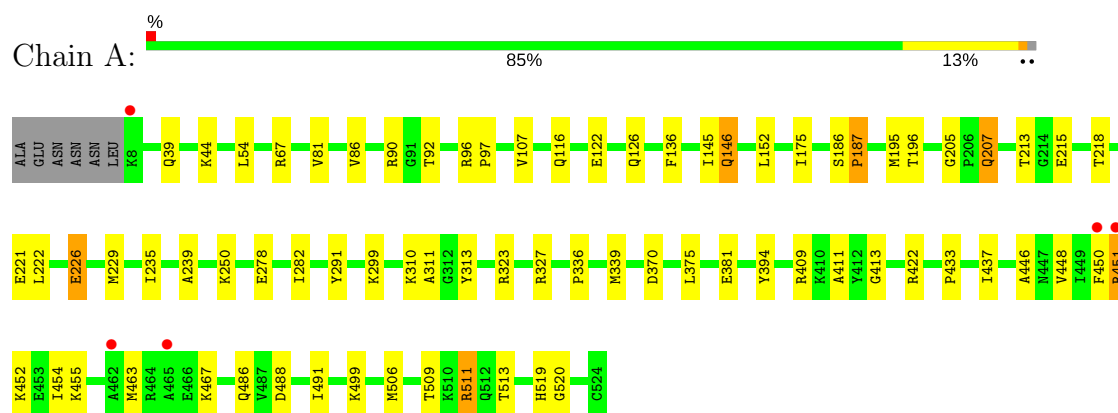 %
Chain A:
85% 13% ••
ALA GLU ASN ASN ASN LEU K8 Q39 K44 L54 R67 V81 V86 R90 G91 T92 R96 P97 V107 Q116 E122 Q126 F136 I145 Q146 L152 I175 S186 P187 M195 T196 G205 P206 Q207 T213 G214 E215 T218
E221 L222 E226 M229 I235 A239 K250 E278 I282 Y291 K299 K310 A311 G312 Y313 R323 R327 P336 M339 D370 L375 E381 Y394 R409 K410 A411 Y412 G413 R422 P433 I437 A446 N447 V448 I449 F450
K452 E453 I454 K455 A462 M463 R464 A465 E466 K467 Q486 V487 D488 I491 K499 M506 T509 K510 R511 Q512 T513 H519 G520 C524